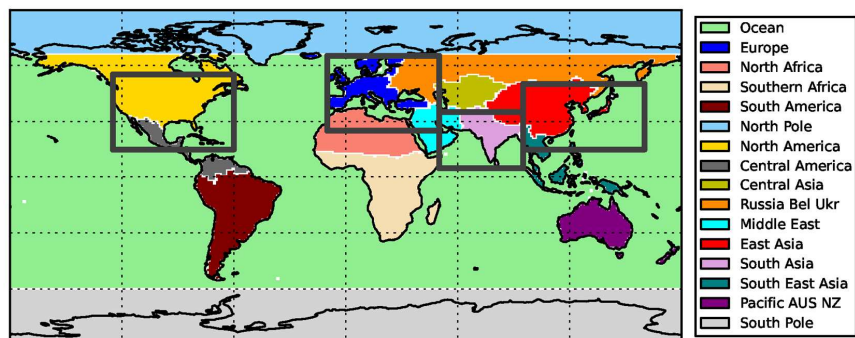 Ocean
Europe
North Africa
Southern Africa
South America
North Pole
North America
Central America
Central Asia
Russia Bel Ukr
Middle East
East Asia
South Asia
South East Asia
Pacific AUS NZ
South Pole